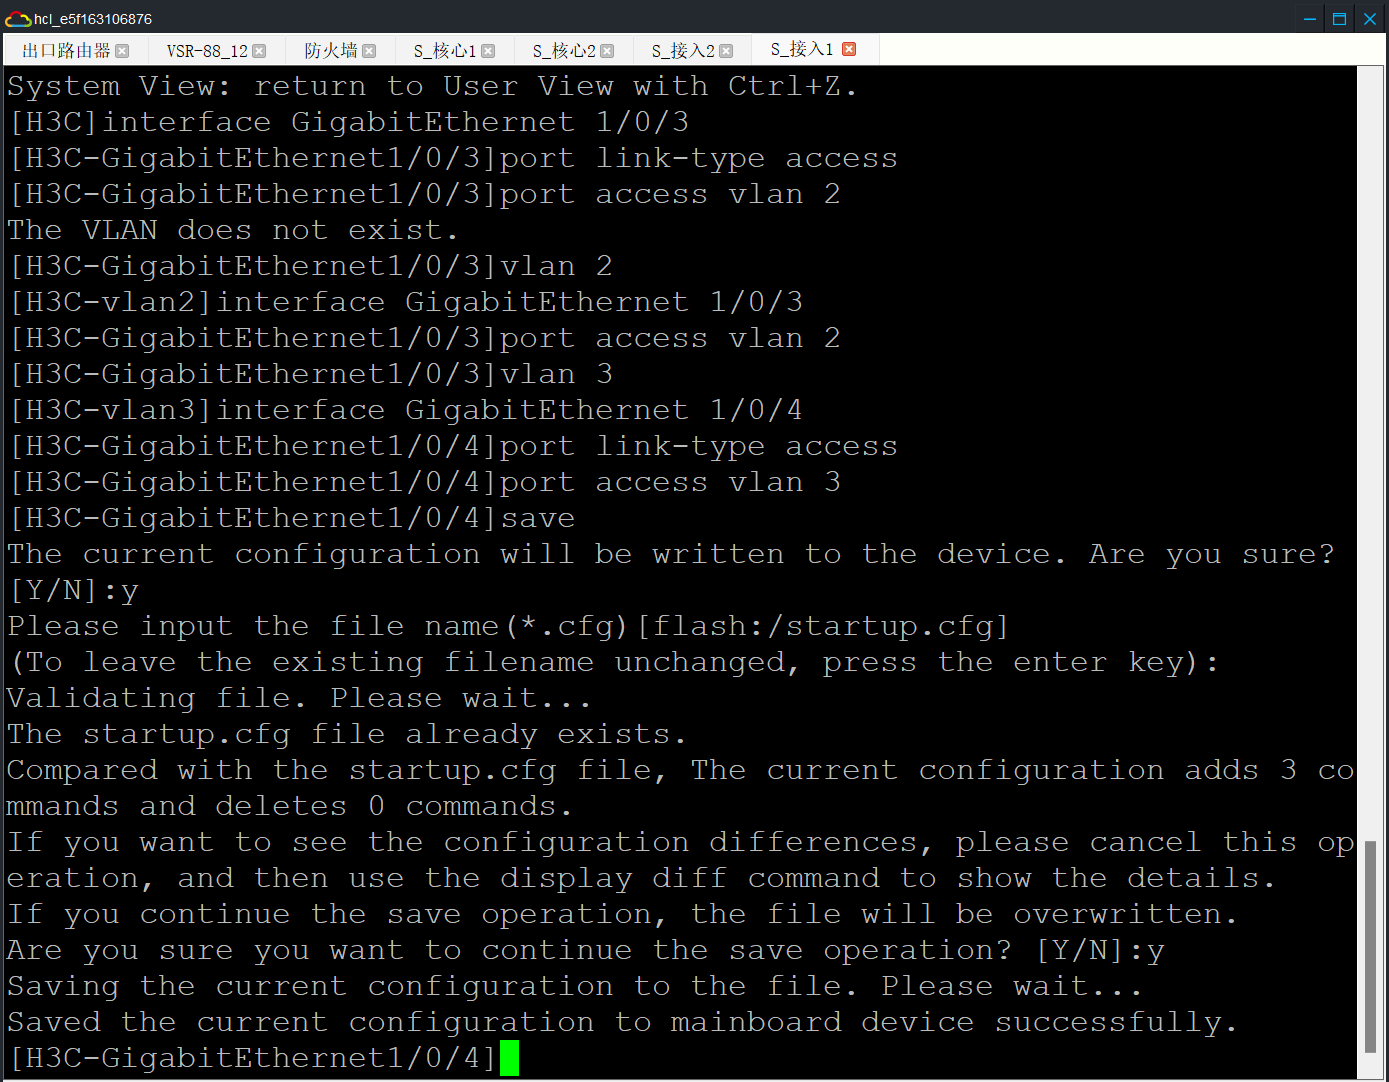 hcl_e5f163106876
出口路由器 VSR-88_12 防火墙 S_核心1 S_核心2 S_接入2 S_接入1
System View: return to User View with Ctrl+Z.
[H3C]interface GigabitEthernet 1/0/3
[H3C-GigabitEthernet1/0/3]port link-type access
[H3C-GigabitEthernet1/0/3]port access vlan 2
The VLAN does not exist.
[H3C-GigabitEthernet1/0/3]vlan 2
[H3C-vlan2]interface GigabitEthernet 1/0/3
[H3C-GigabitEthernet1/0/3]port access vlan 2
[H3C-GigabitEthernet1/0/3]vlan 3
[H3C-vlan3]interface GigabitEthernet 1/0/4
[H3C-GigabitEthernet1/0/4]port link-type access
[H3C-GigabitEthernet1/0/4]port access vlan 3
[H3C-GigabitEthernet1/0/4]save
The current configuration will be written to the device. Are you sure?
[Y/N]:y
Please input the file name(*.cfg)[flash:/startup.cfg]
(To leave the existing filename unchanged, press the enter key):
Validating file. Please wait...
The startup.cfg file already exists.
Compared with the startup.cfg file, The current configuration adds 3 co
mmands and deletes 0 commands.
If you want to see the configuration differences, please cancel this op
eration, and then use the display diff command to show the details.
If you continue the save operation, the file will be overwritten.
Are you sure you want to continue the save operation? [Y/N]:y
Saving the current configuration to the file. Please wait...
Saved the current configuration to mainboard device successfully.
[H3C-GigabitEthernet1/0/4]